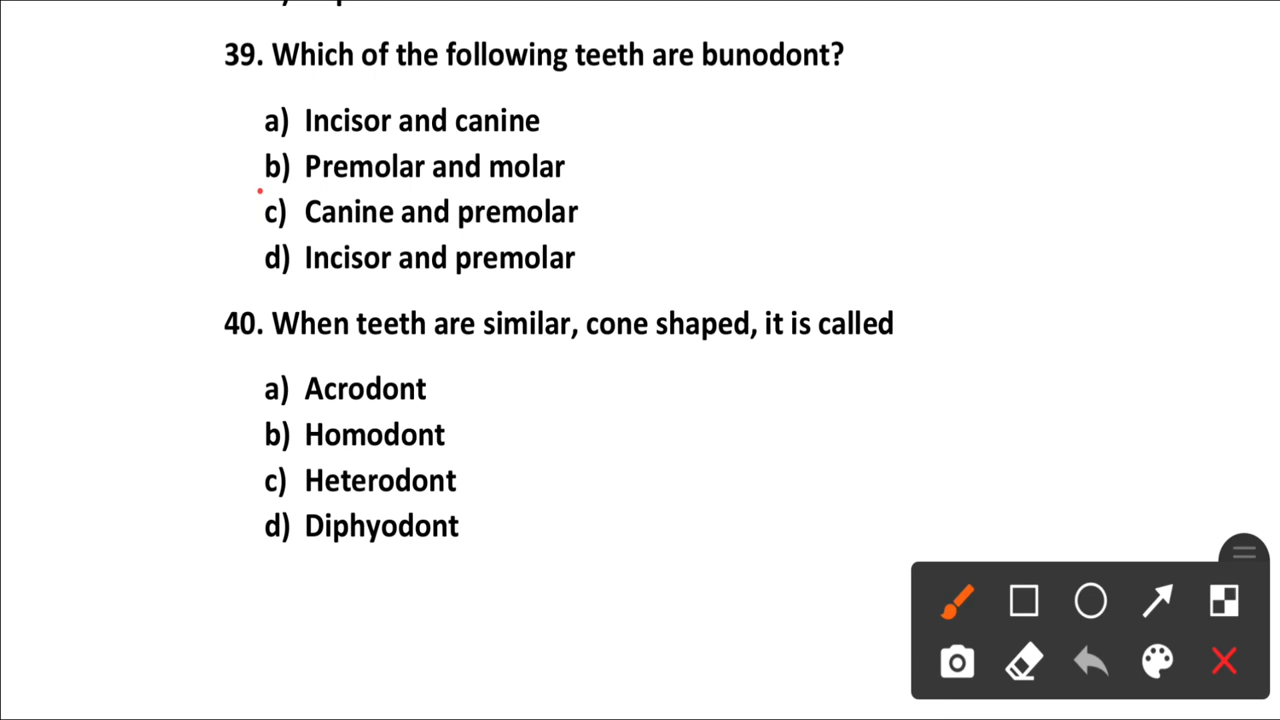 39. Which of the following teeth are bunodont?
a) Incisor and canine
b) Premolar and molar
c) Canine and premolar
d) Incisor and premolar
40. When teeth are similar, cone shaped, it is called
a) Acrodont
b) Homodont
c) Heterodont
d) Diphyodont